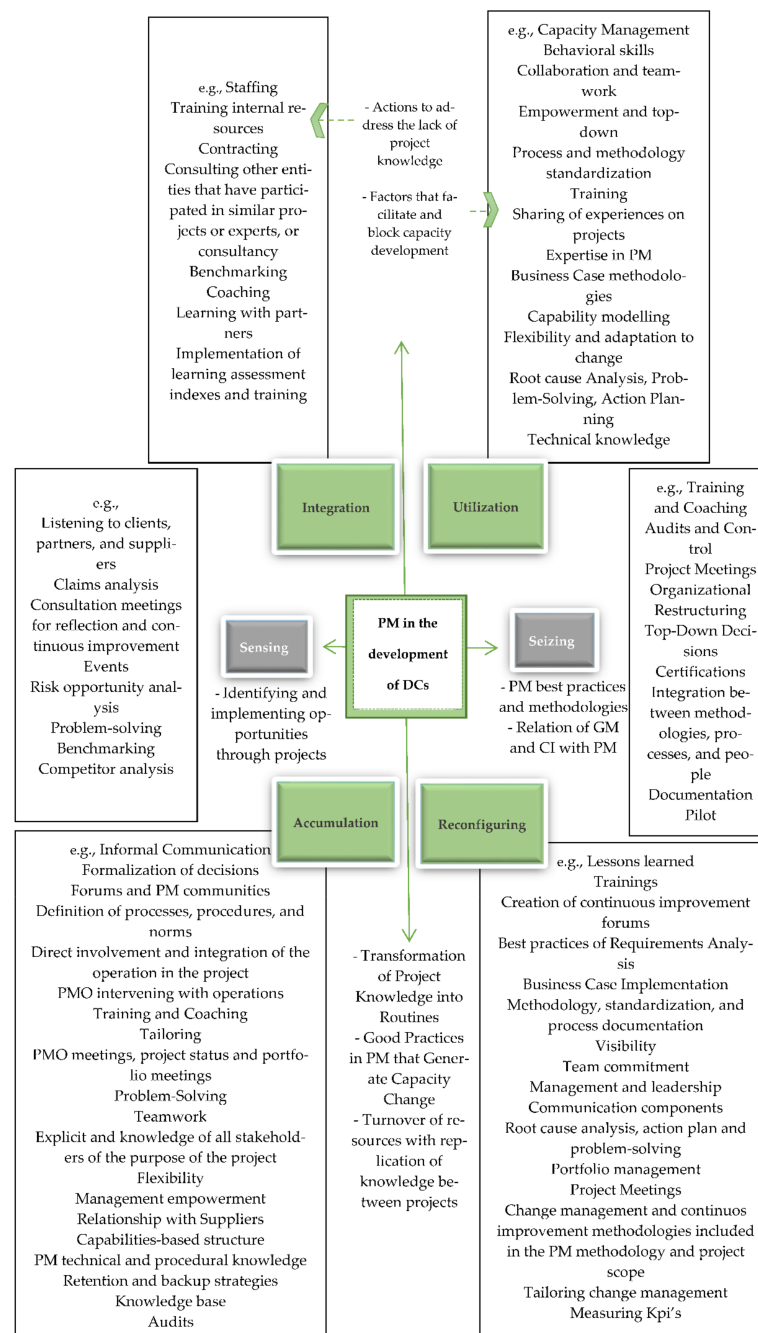 e.g., Staffing
Training internal re-
sources
Contracting
Consulting other enti-
ties that have partici-
pated in similar pro-
jects or experts, or
consultancy
Benchmarking
Coaching
Learning with part-
ners
Implementation of
learning assessment
indexes and training
- Actions to ad-
dress the lack of
project
knowledge
- Factors that fa-
cilitate and
block capacity
development
e.g., Capacity Management
Behavioral skills
Collaboration and team-
work
Empowerment and top-
down
Process and methodology
standardization
Training
Sharing of experiences on
projects
Expertise in PM
Business Case methodolo-
gies
Capability modelling
Flexibility and adaptation to
change
Root cause Analysis, Prob-
lem-Solving, Action Plan-
ning
Technical knowledge
Integration
Utilization
e.g.,
Listening to clients,
partners, and suppli-
ers
Claims analysis
Consultation meetings
for reflection and con-
tinuous improvement
Events
Risk opportunity anal-
ysis
Problem-solving
Benchmarking
Competitor analysis
Sensing
- Identifying and
implementing op-
portunities
through projects
PM in the
development
of DCs
Seizing
- PM best practices
and methodologies
- Relation of GM
and CI with PM
e.g., Training
and Coaching
Audits and Con-
trol
Project Meetings
Organizational
Restructuring
Top-Down Deci-
sions
Certifications
Integration be-
tween method-
ologies, pro-
cesses, and peo-
ple
Documentation
Pilot
Accumulation
Reconfiguring
e.g., Informal Communication
Formalization of decisions
Forums and PM communities
Definition of processes, procedures, and
norms
Direct involvement and integration of the
operation in the project
PMO intervening with operations
Training and Coaching
Tailoring
PMO meetings, project status and portfo-
lio meetings
Problem-Solving
Teamwork
Explicit and knowledge of all stakehold-
ers of the purpose of the project
Flexibility
Management empowerment
Relationship with Suppliers
Capabilities-based structure
PM technical and procedural knowledge
Retention and backup strategies
Knowledge base
Audits
- Transformation
of Project
Knowledge into
Routines
- Good Practices
in PM that Gener-
ate Capacity
Change
- Turnover of re-
sources with rep-
lication of
knowledge be-
tween projects
e.g., Lessons learned
Trainings
Creation of continuous improvement
forums
Best practices of Requirements Analy-
sis
Business Case Implementation
Methodology, standardization, and
process documentation
Visibility
Team commitment
Management and leadership
Communication components
Root cause analysis, action plan and
problem-solving
Portfolio management
Project Meetings
Change management and continuos
improvement methodologies included
in the PM methodology and project
scope
Tailoring change management
Measuring Kpi's